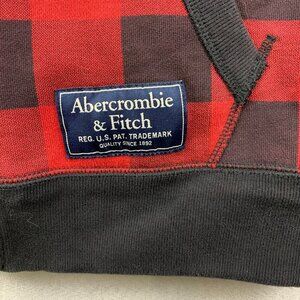 Abercrombie
& Fitch
REG. U.S. PAT. TRADEMARK
QUALITY SINCE 1892